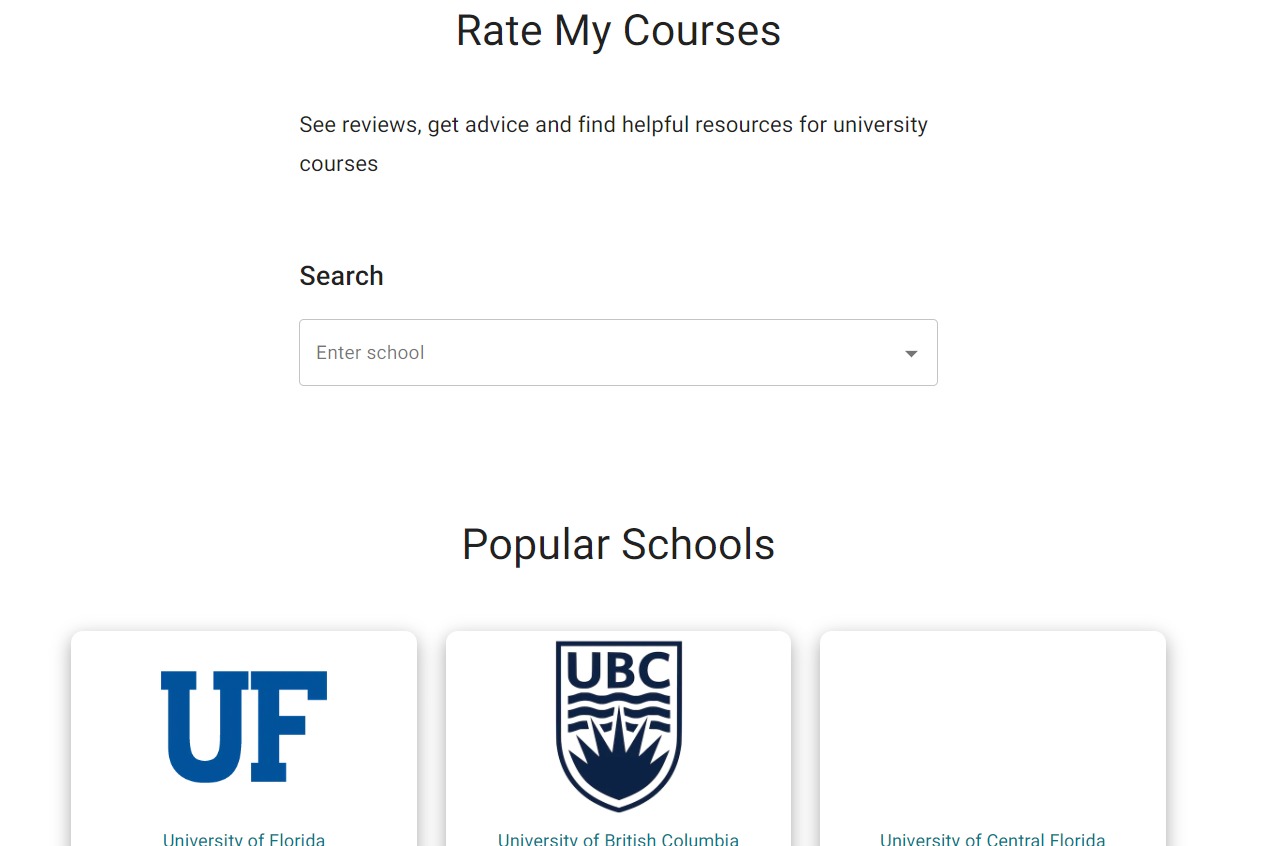 Rate My Courses
See reviews, get advice and find helpful resources for university
courses
Search
Enter school
Popular Schools
UF
UBC
University of Florida
University of British Columbia
University of Central Florida